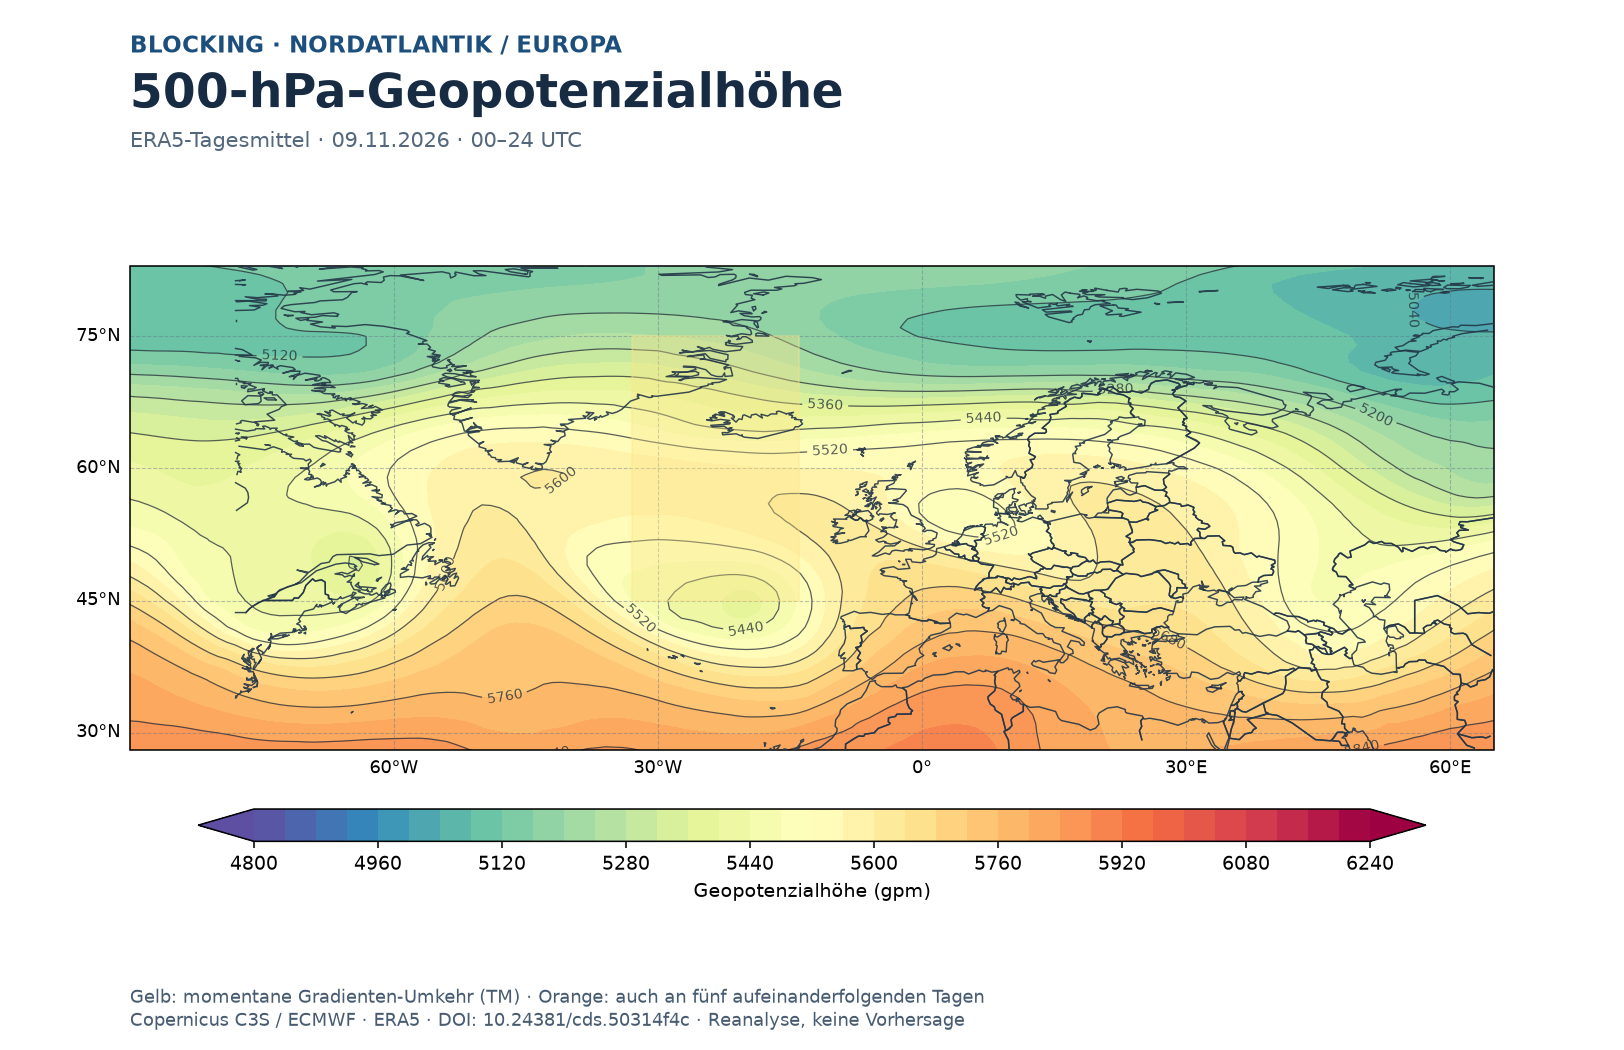 BLOCKING · NORDATLANTIK / EUROPA
500-hPa-Geopotenzialhöhe
ERA5-Tagesmittel · 09.11.2026 · 00–24 UTC
5040
75°N
5120
5280
5360
5440
5200
5520
60°N
5600
5520
45°N
5520
5440
5680
5760
30°N
5840
60°W 30°W 0° 30°E 60°E
4800 4960 5120 5280 5440 5600 5760 5920 6080 6240
Geopotenzialhöhe (gpm)
Gelb: momentane Gradienten-Umkehr (TM) · Orange: auch an fünf aufeinanderfolgenden Tagen
Copernicus C3S / ECMWF · ERA5 · DOI: 10.24381/cds.50314f4c · Reanalyse, keine Vorhersage